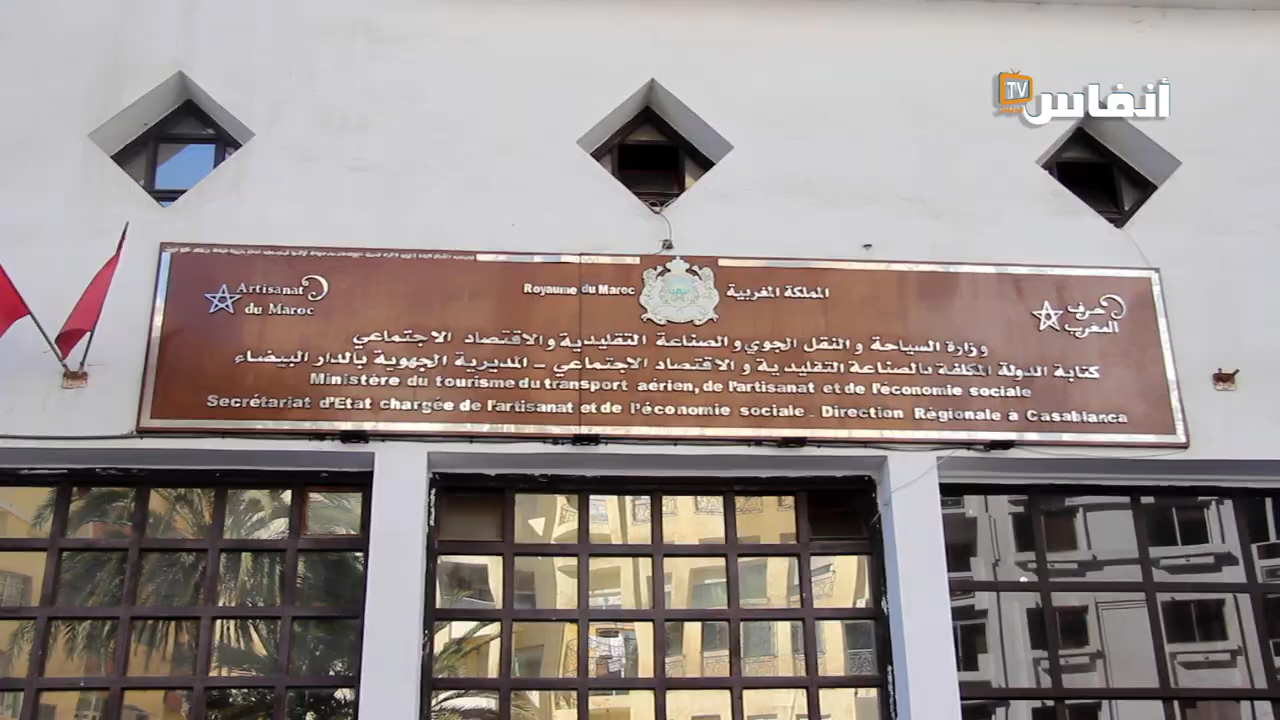 TV أنفاس
Artisanat
du Maroc
Royaume du Maroc
المملكة المغربية
حرف
المغرب
وزارة السياحة والنقل الجوي والصناعة التقليدية والاقتصاد الاجتماعي
كتابة الدولة المكلفة بالصناعة التقليدية و الاقتصاد الاجتماعي - المديرية الجهوية بالدار البيضاء
Ministère du tourisme du transport aérien, de l'artisanat et de l'économie sociale
Secrétariat d'Etat chargée de l'artisanat et de l'économie sociale - Direction Régionale à Casablanca